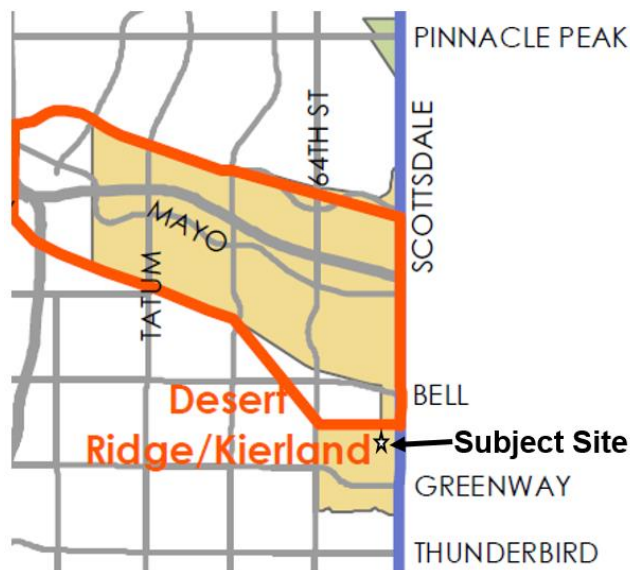 PINNACLE PEAK
64TH ST
SCOTTSDALE
MAYO
TATUM
BELL
Desert
Ridge/Kierland
Subject Site
GREENWAY
THUNDERBIRD